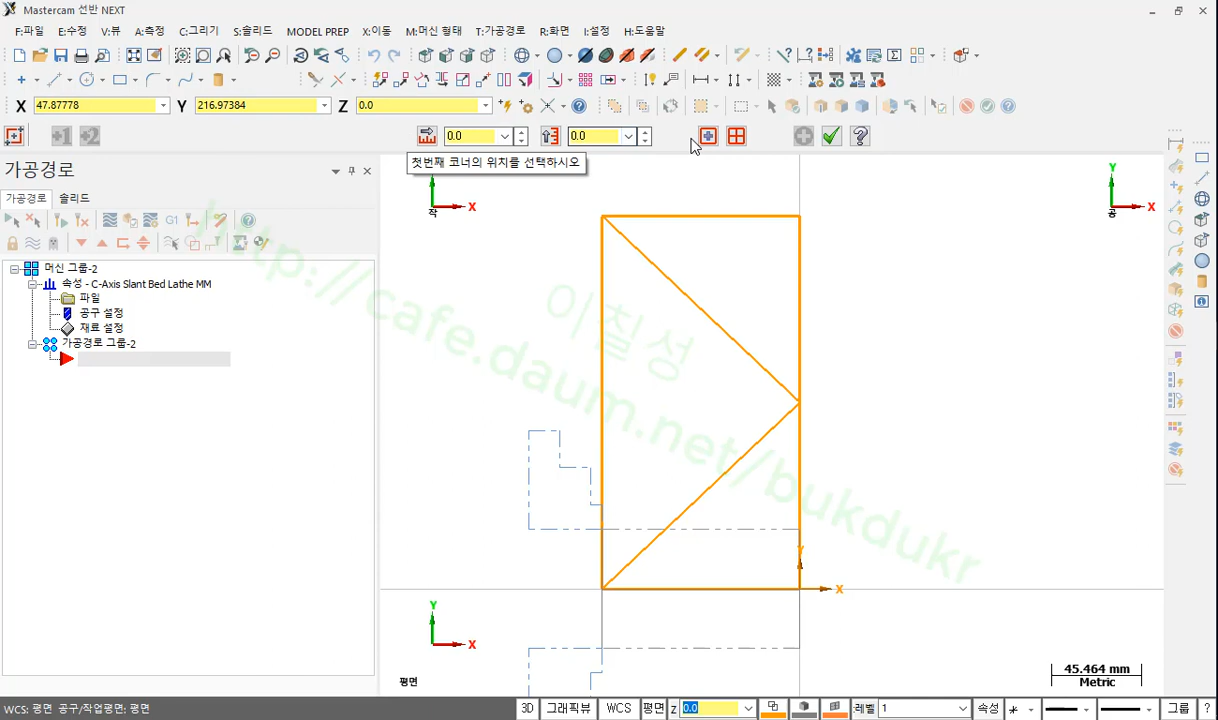 Mastercam 선반 NEXT
F:파일 E:수정 V:뷰 A:측정 C:그리기 S:솔리드 MODEL PREP X:이동 M:머신 형태 T:가공경로 R:화면 I:설정 H:도움말
X 47.87778 Y 216.97384 Z 0.0
+1 +2 0.0 0.0
첫번째 코너의 위치를 선택하시오
가공경로
가공경로 솔리드
G1
머신 그룹-2
속성 - C-Axis Slant Bed Lathe MM
파일
공구 설정
재료 설정
가공경로 그룹-2
X
작
Y
X
공
http://cafe.daum.net/bukdukr
이칠성
Y
X
Y
X
평면
45.464 mm
Metric
WCS: 평면 공구/작업평면: 평면
3D 그래픽뷰 WCS 평면 Z 0.0 레벨 1 속성 그룹 ?